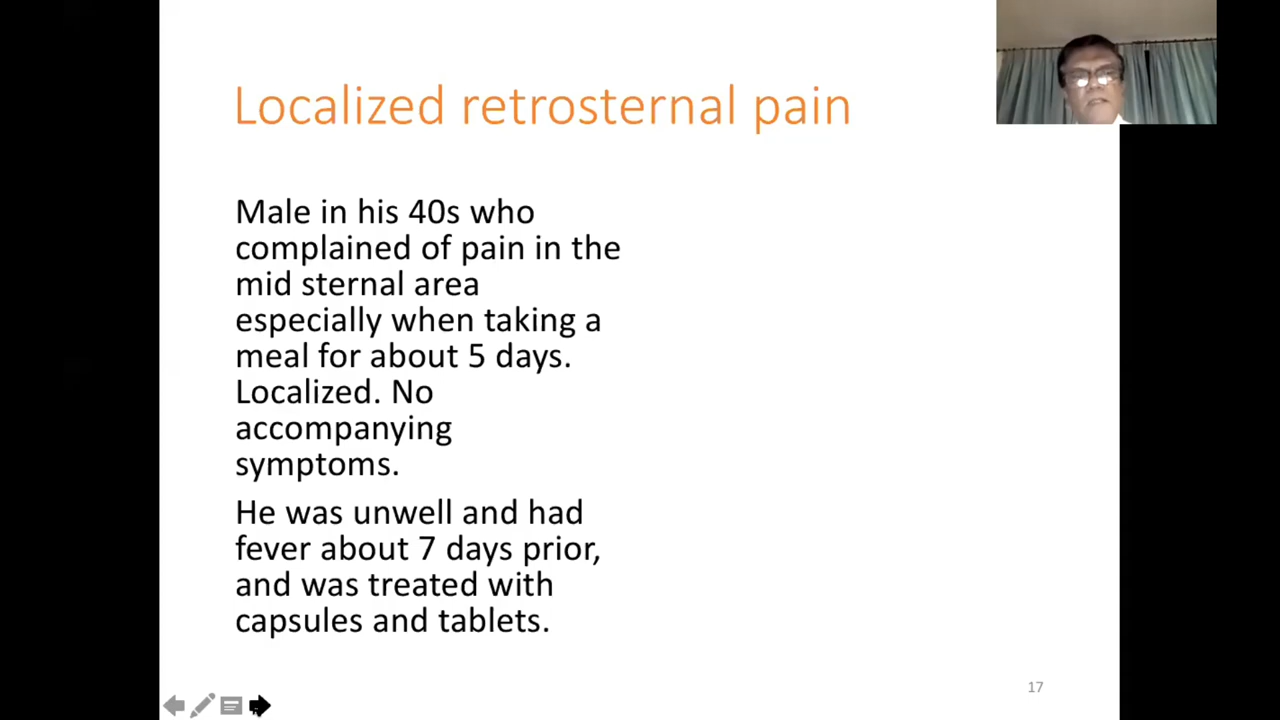 Localized retrosternal pain
Male in his 40s who
complained of pain in the
mid sternal area
especially when taking a
meal for about 5 days.
Localized. No
accompanying
symptoms.
He was unwell and had
fever about 7 days prior,
and was treated with
capsules and tablets.
17